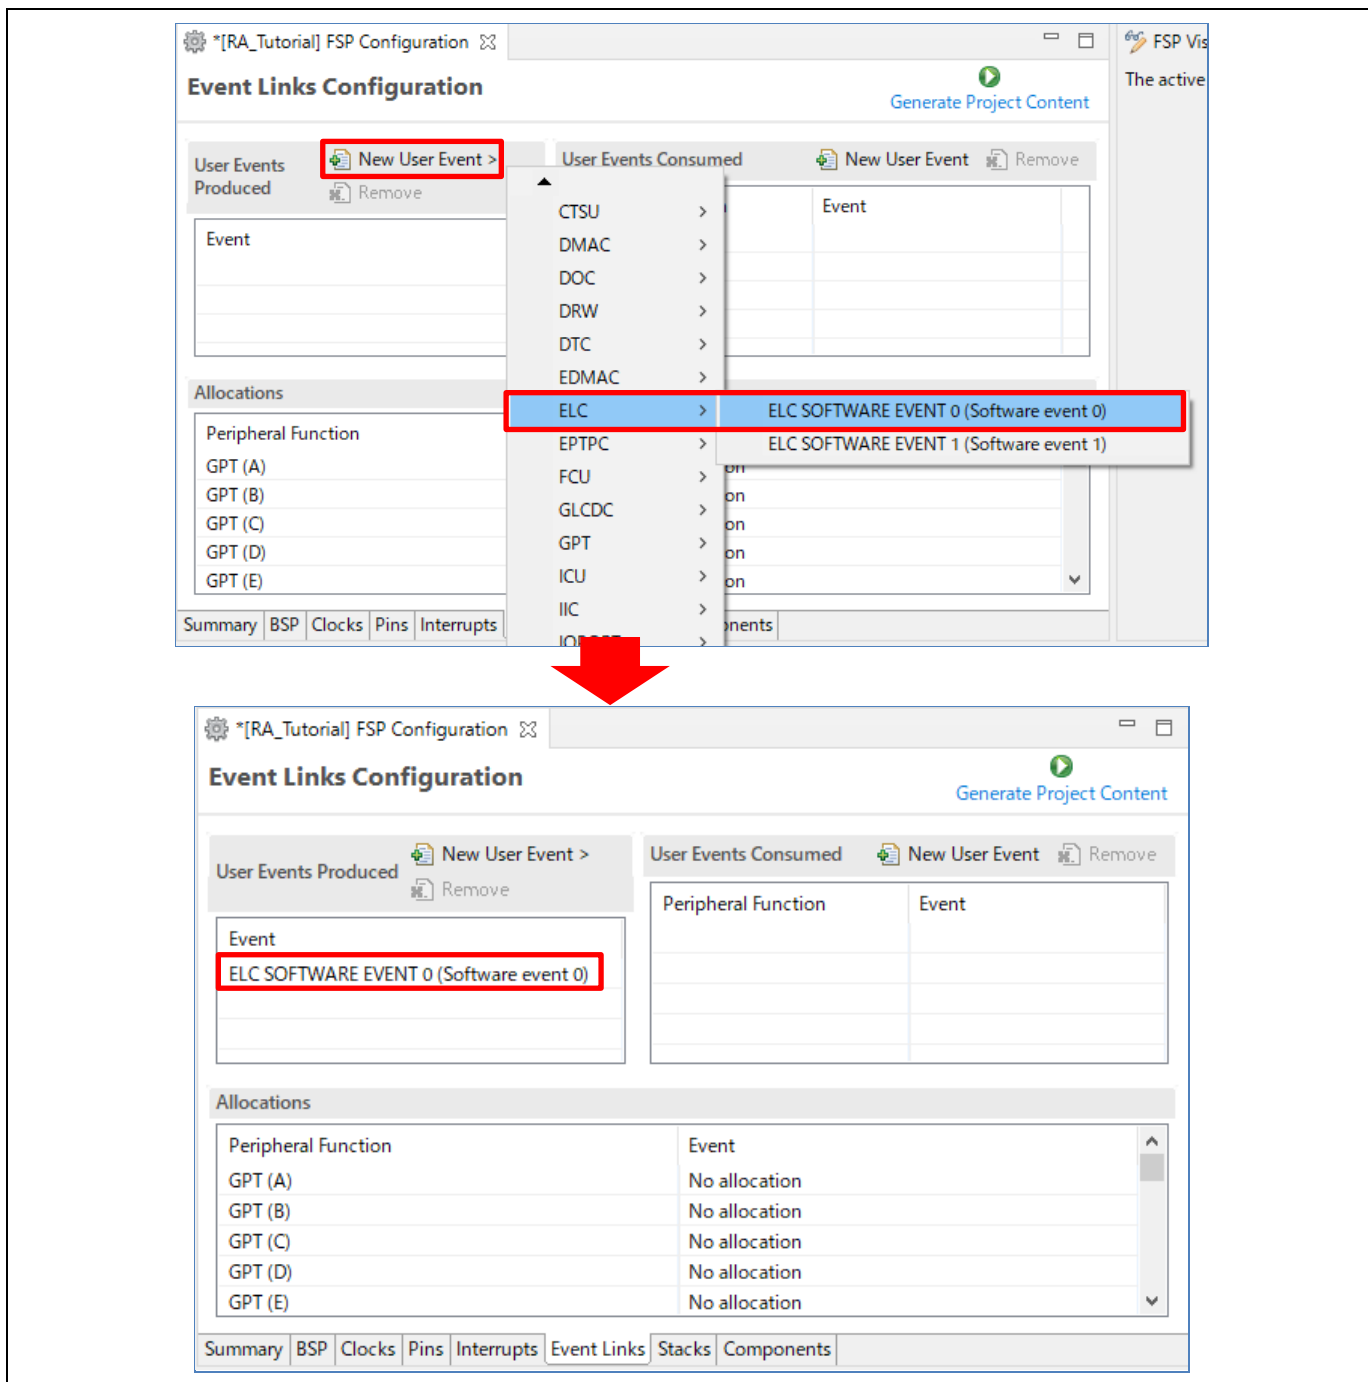 *[RA_Tutorial] FSP Configuration
FSP Vis
Event Links Configuration
Generate Project Content
The active
User Events Produced
New User Event >
Remove
User Events Consumed
New User Event
Remove
Event
Event
CTSU
DMAC
DOC
DRW
DTC
EDMAC
ELC
EPTPC
FCU
GLCDC
GPT
ICU
IIC
ELC SOFTWARE EVENT 0 (Software event 0)
ELC SOFTWARE EVENT 1 (Software event 1)
Allocations
Peripheral Function
GPT (A)
on
GPT (B)
on
GPT (C)
on
GPT (D)
on
GPT (E)
on
Summary BSP Clocks Pins Interrupts
onents
*[RA_Tutorial] FSP Configuration
Event Links Configuration
Generate Project Content
User Events Produced
New User Event >
Remove
User Events Consumed
New User Event
Remove
Event
ELC SOFTWARE EVENT 0 (Software event 0)
Peripheral Function Event
Allocations
Peripheral Function Event
GPT (A) No allocation
GPT (B) No allocation
GPT (C) No allocation
GPT (D) No allocation
GPT (E) No allocation
Summary BSP Clocks Pins Interrupts Event Links Stacks Components